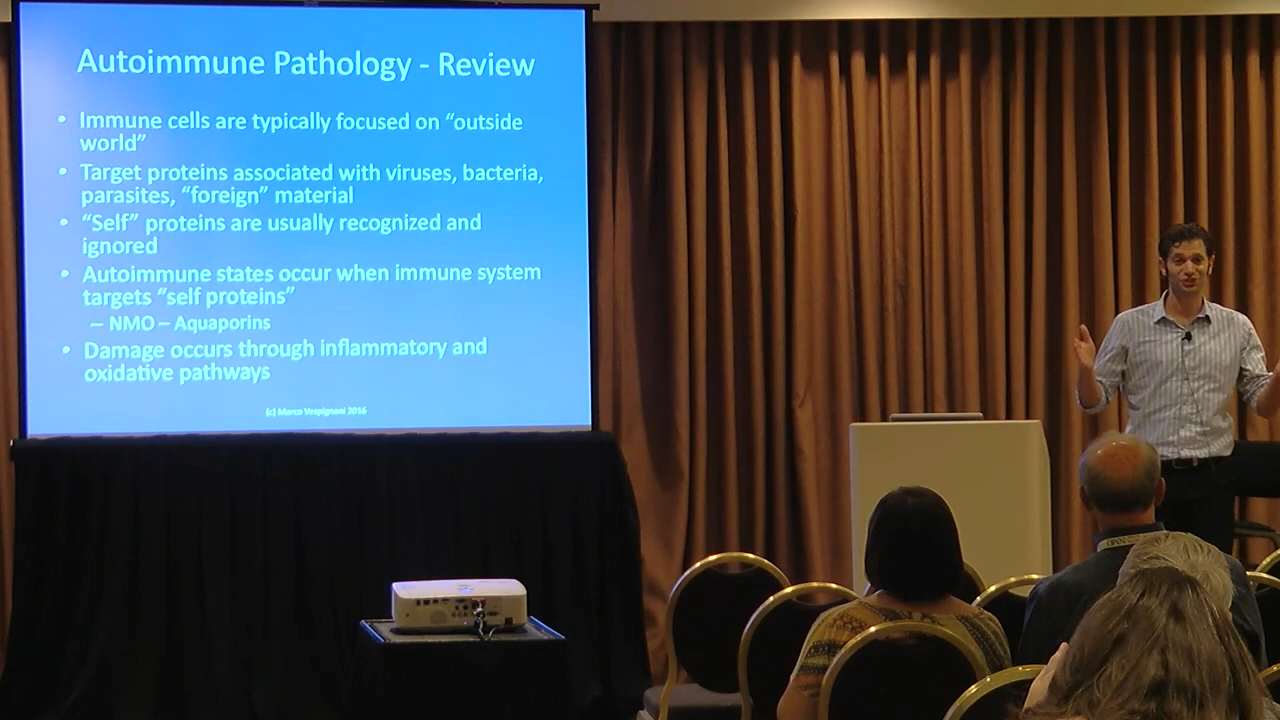 Autoimmune Pathology - Review
• Immune cells are typically focused on “outside
world”
• Target proteins associated with viruses, bacteria,
parasites, “foreign” material
• “Self” proteins are usually recognized and
ignored
• Autoimmune states occur when immune system
targets “self proteins”
– NMO – Aquaporins
• Damage occurs through inflammatory and
oxidative pathways
(c) Marco Vespignani 2016